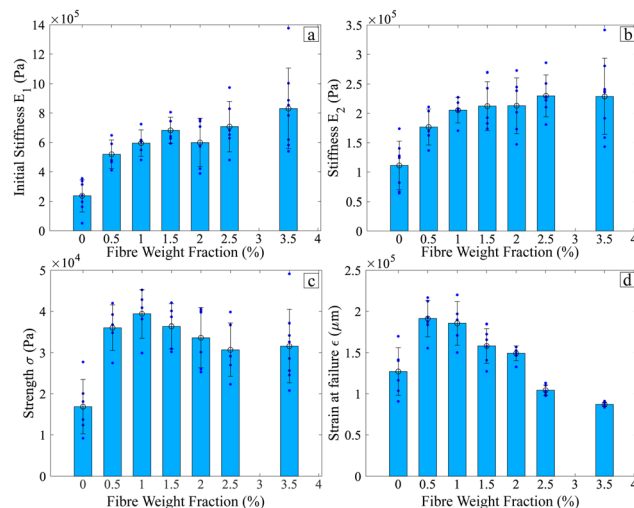 × 10⁵
a
Initial Stiffness E₁ (Pa)
14
12
10
8
6
4
2
0
0 0.5 1 1.5 2 2.5 3 3.5 4
Fibre Weight Fraction (%)
× 10⁵
b
Stiffness E₂ (Pa)
3.5
3
2.5
2
1.5
1
0.5
0
0 0.5 1 1.5 2 2.5 3 3.5 4
Fibre Weight Fraction (%)
× 10⁴
c
Strength σ (Pa)
5
4
3
2
1
0
0 0.5 1 1.5 2 2.5 3 3.5 4
Fibre Weight Fraction (%)
× 10⁵
d
Strain at failure ϵ (μm)
2.5
2
1.5
1
0.5
0
0 0.5 1 1.5 2 2.5 3 3.5 4
Fibre Weight Fraction (%)